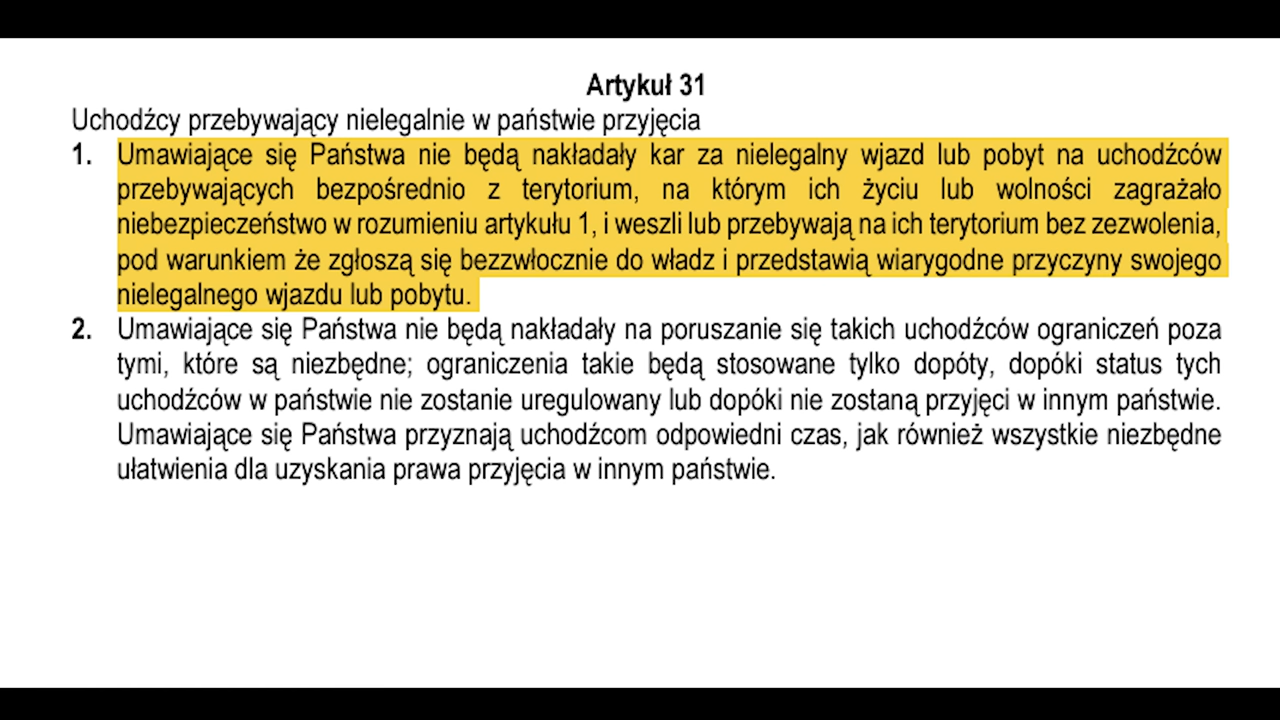 Artykuł 31
Uchodźcy przebywający nielegalnie w państwie przyjęcia
1. Umawiające się Państwa nie będą nakładały kar za nielegalny wjazd lub pobyt na uchodźców
przebywających bezpośrednio z terytorium, na którym ich życiu lub wolności zagrażało
niebezpieczeństwo w rozumieniu artykułu 1, i weszli lub przebywają na ich terytorium bez zezwolenia,
pod warunkiem że zgłoszą się bezzwłocznie do władz i przedstawią wiarygodne przyczyny swojego
nielegalnego wjazdu lub pobytu.
2. Umawiające się Państwa nie będą nakładały na poruszanie się takich uchodźców ograniczeń poza
tymi, które są niezbędne; ograniczenia takie będą stosowane tylko dopóty, dopóki status tych
uchodźców w państwie nie zostanie uregulowany lub dopóki nie zostaną przyjęci w innym państwie.
Umawiające się Państwa przyznają uchodźcom odpowiedni czas, jak również wszystkie niezbędne
ułatwienia dla uzyskania prawa przyjęcia w innym państwie.